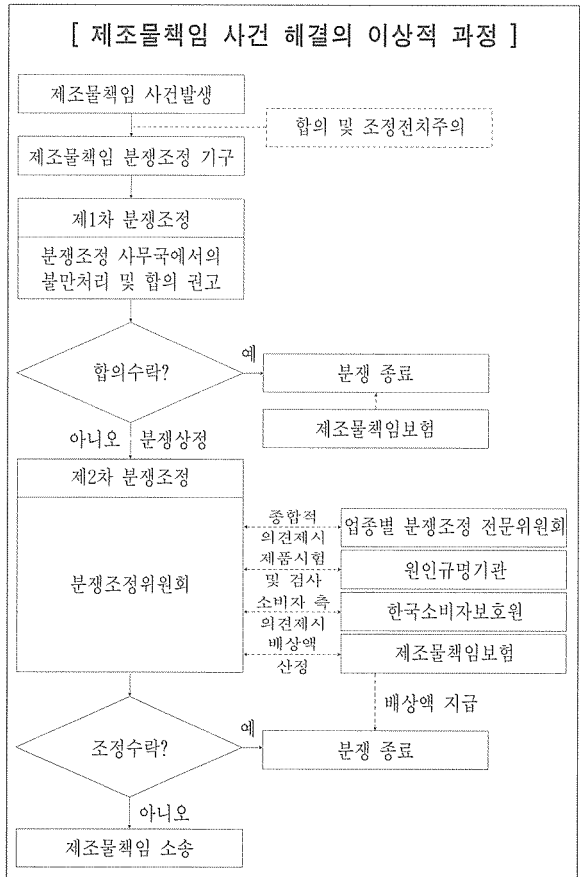 [ 제조물책임 사건 해결의 이상적 과정 ]
제조물책임 사건발생
합의 및 조정전치주의
제조물책임 분쟁조정 기구
제1차 분쟁조정
분쟁조정 사무국에서의
불만처리 및 합의 권고
합의수락?
예
분쟁 종료
제조물책임보험
아니오
분쟁상정
제2차 분쟁조정
분쟁조정위원회
종합적
의견제시
업종별 분쟁조정 전문위원회
제품시험
및 검사
원인규명기관
소비자 측
의견제시
한국소비자보호원
배상액
산정
제조물책임보험
배상액 지급
조정수락?
예
분쟁 종료
아니오
제조물책임 소송